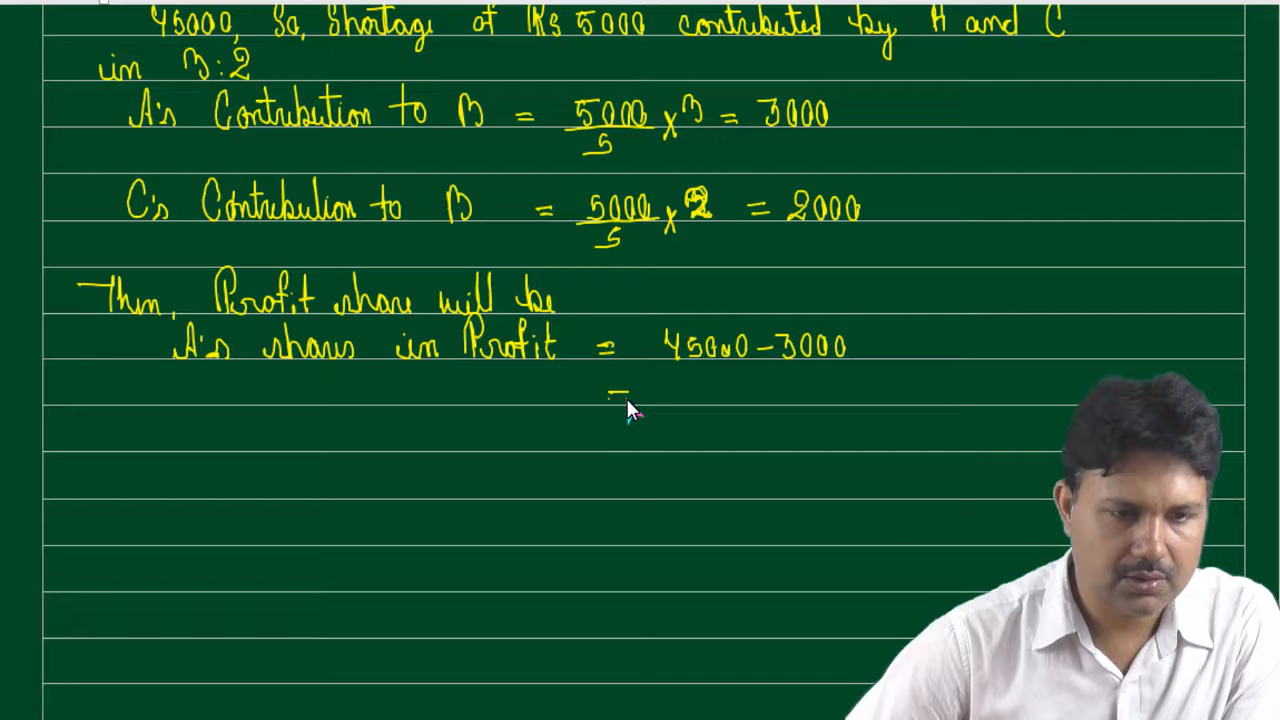 45000, So, Shortage of Rs 5000 contributed by A and C
in 3:2
A's Contribution to B = 5000/5 x 3 = 3000
C's Contribution to B = 5000/5 x 2 = 2000
Then, Profit share will be
A's shares in Profit = 45000 - 3000
=